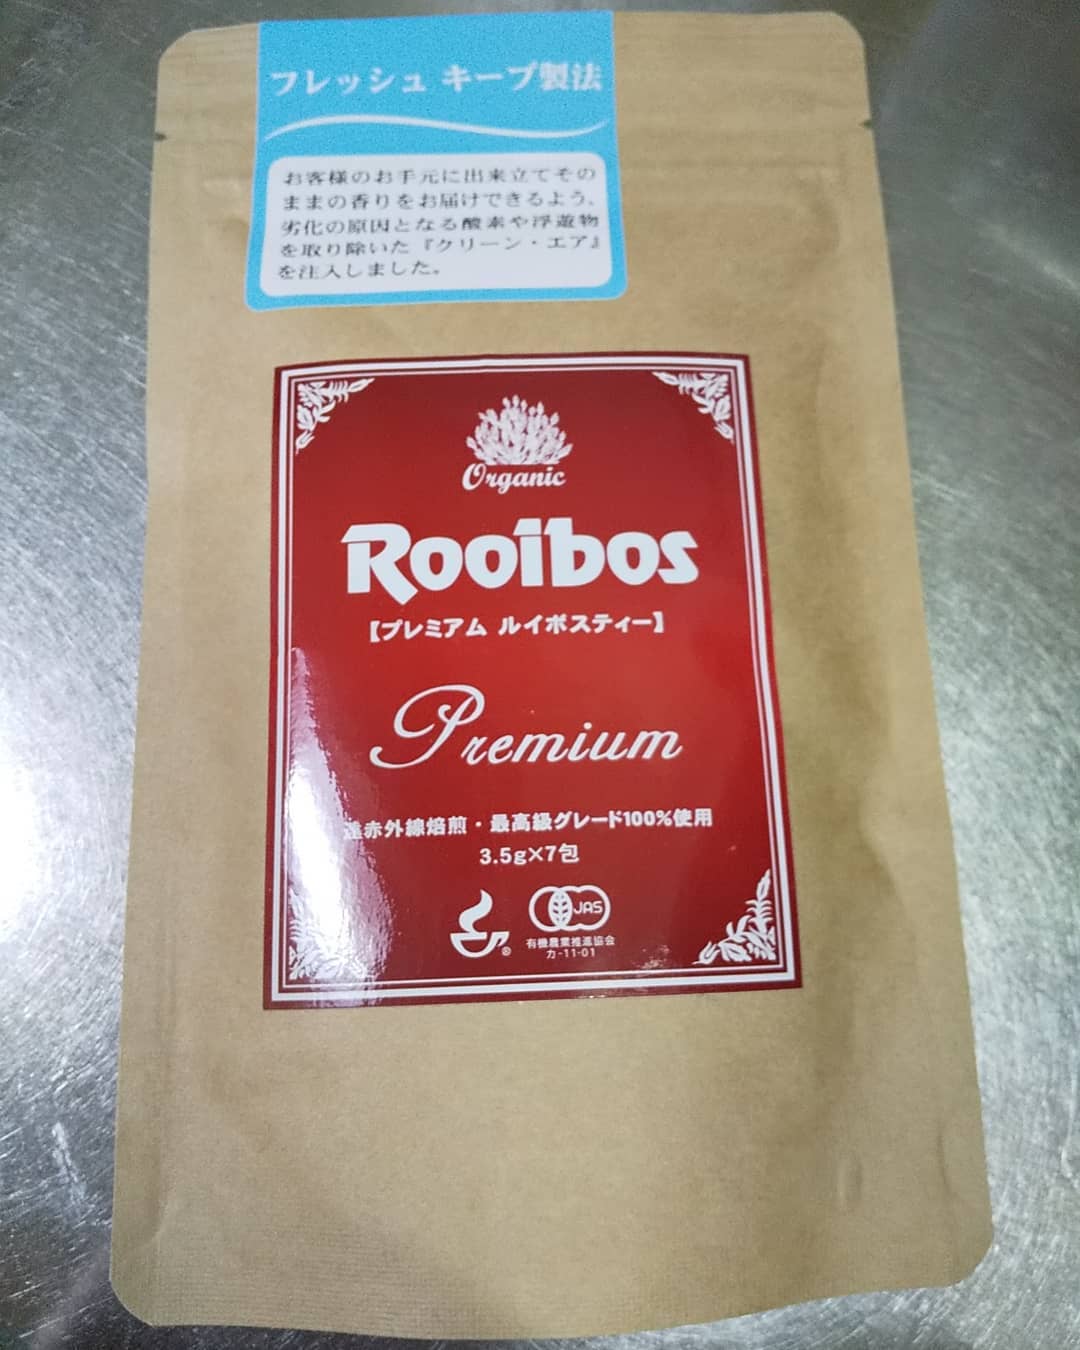 フレッシュ キープ製法
お客様のお手元に出来立てその
ままの香りをお届けできるよう、
劣化の原因となる酸素や浮遊物
を取り除いた『クリーン・エア』
を注入しました。
Organic
Rooibos
【プレミアム ルイボスティー】
Premium
遠赤外線焙煎・最高級グレード100%使用
3.5g×7包
® JAS
有機農業推進協会
カ-11-01